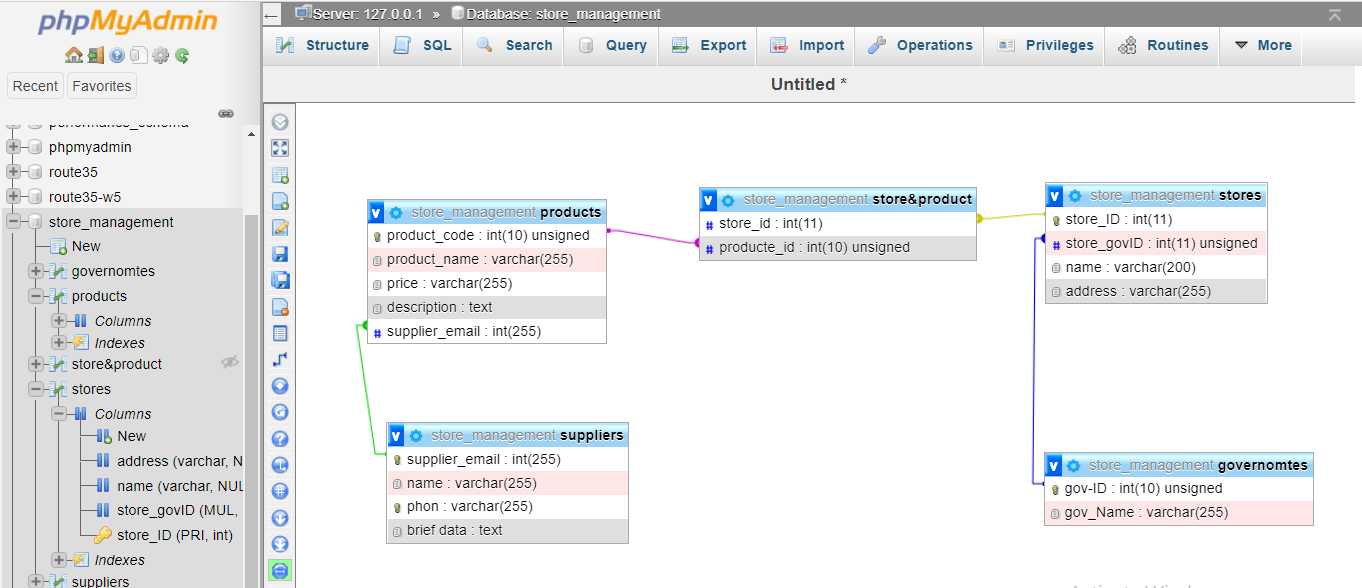 phpMyAdmin
Recent Favorites
performance_schema
phpmyadmin
route35
route35-w5
store_management
New
governomtes
products
Columns
Indexes
store&product
stores
Columns
New
address (varchar, N
name (varchar, NUL
store_govID (MUL,
store_ID (PRI, int)
Indexes
suppliers
Server: 127.0.0.1 » Database: store_management
Structure SQL Search Query Export Import Operations Privileges Routines More
Untitled *
store_management products
product_code : int(10) unsigned
product_name : varchar(255)
price : varchar(255)
description : text
supplier_email : int(255)
store_management store&product
store_id : int(11)
producte_id : int(10) unsigned
store_management stores
store_ID : int(11)
store_govID : int(11) unsigned
name : varchar(200)
address : varchar(255)
store_management suppliers
supplier_email : int(255)
name : varchar(255)
phon : varchar(255)
brief data : text
store_management governomtes
gov-ID : int(10) unsigned
gov_Name : varchar(255)